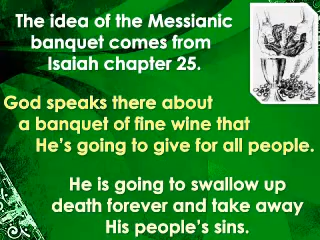 The idea of the Messianic
banquet comes from
Isaiah chapter 25.
God speaks there about
a banquet of fine wine that
He's going to give for all people.
He is going to swallow up
death forever and take away
His people's sins.